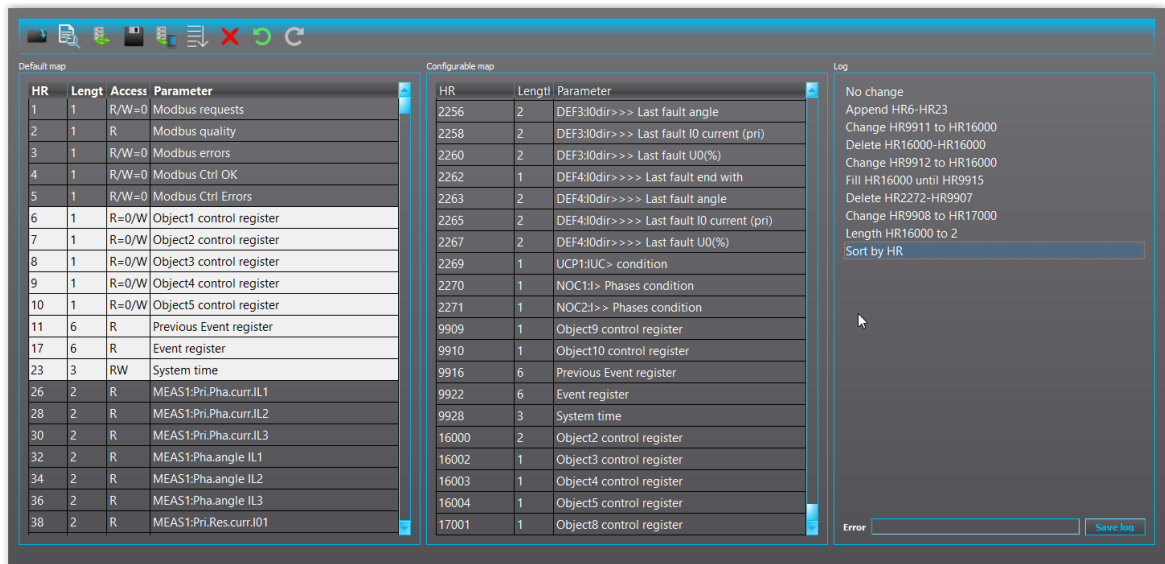 Default map
HR Lengt Access Parameter
1 1 R/W=0 Modbus requests
2 1 R Modbus quality
3 1 R/W=0 Modbus errors
4 1 R/W=0 Modbus Ctrl OK
5 1 R/W=0 Modbus Ctrl Errors
6 1 R=0/W Object1 control register
7 1 R=0/W Object2 control register
8 1 R=0/W Object3 control register
9 1 R=0/W Object4 control register
10 1 R=0/W Object5 control register
11 6 R Previous Event register
17 6 R Event register
23 3 RW System time
26 2 R MEAS1:Pri.Pha.curr.IL1
28 2 R MEAS1:Pri.Pha.curr.IL2
30 2 R MEAS1:Pri.Pha.curr.IL3
32 2 R MEAS1:Pha.angle IL1
34 2 R MEAS1:Pha.angle IL2
36 2 R MEAS1:Pha.angle IL3
38 2 R MEAS1:Pri.Res.curr.I01
Configurable map
HR Lengtl Parameter
2256 2 DEF3:I0dir>>> Last fault angle
2258 2 DEF3:I0dir>>> Last fault I0 current (pri)
2260 2 DEF3:I0dir>>> Last fault U0(%)
2262 1 DEF4:I0dir>>>> Last fault end with
2263 2 DEF4:I0dir>>>> Last fault angle
2265 2 DEF4:I0dir>>>> Last fault I0 current (pri)
2267 2 DEF4:I0dir>>>> Last fault U0(%)
2269 1 UCP1:IUC> condition
2270 1 NOC1:I> Phases condition
2271 1 NOC2:I>> Phases condition
9909 1 Object9 control register
9910 1 Object10 control register
9916 6 Previous Event register
9922 6 Event register
9928 3 System time
16000 2 Object2 control register
16002 1 Object3 control register
16003 1 Object4 control register
16004 1 Object5 control register
17001 1 Object8 control register
Log
No change
Append HR6-HR23
Change HR9911 to HR16000
Delete HR16000-HR16000
Change HR9912 to HR16000
Fill HR16000 until HR9915
Delete HR2272-HR9907
Change HR9908 to HR17000
Length HR16000 to 2
Sort by HR
Error
Save log